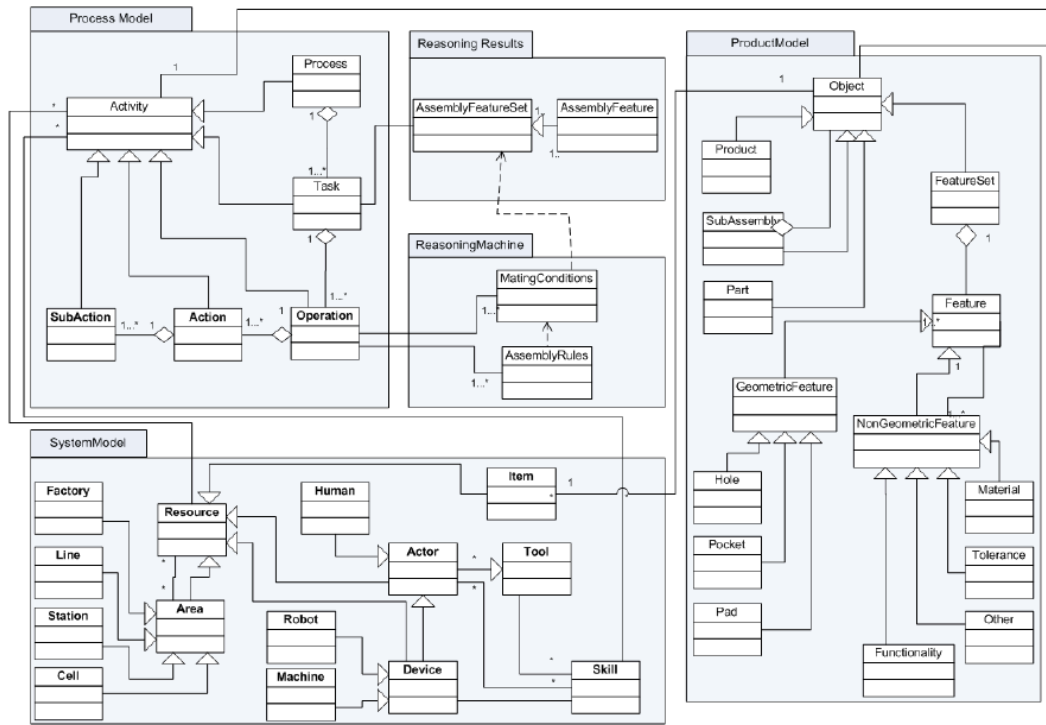 Process Model
1
Process
*
Activity
*
1
1...*
Task
1
1...*
SubAction
1...*
1
Action
1...*
1
Operation
Reasoning Results
AssemblyFeatureSet
1..
AssemblyFeature
1..
ReasoningMachine
MatingConditions
1...*
AssemblyRules
1...*
ProductModel
1
Object
Product
FeatureSet
SubAssembly
1
Part
Feature
1..*
1
GeometricFeature
1...*
NonGeometricFeature
Hole
Material
Pocket
Tolerance
Pad
Other
Functionality
SystemModel
Factory
Human
Item
1
*
Resource
Line
Actor
*
Tool
*
*
Station
Area
Robot
Cell
Machine
Device
*
*
Skill